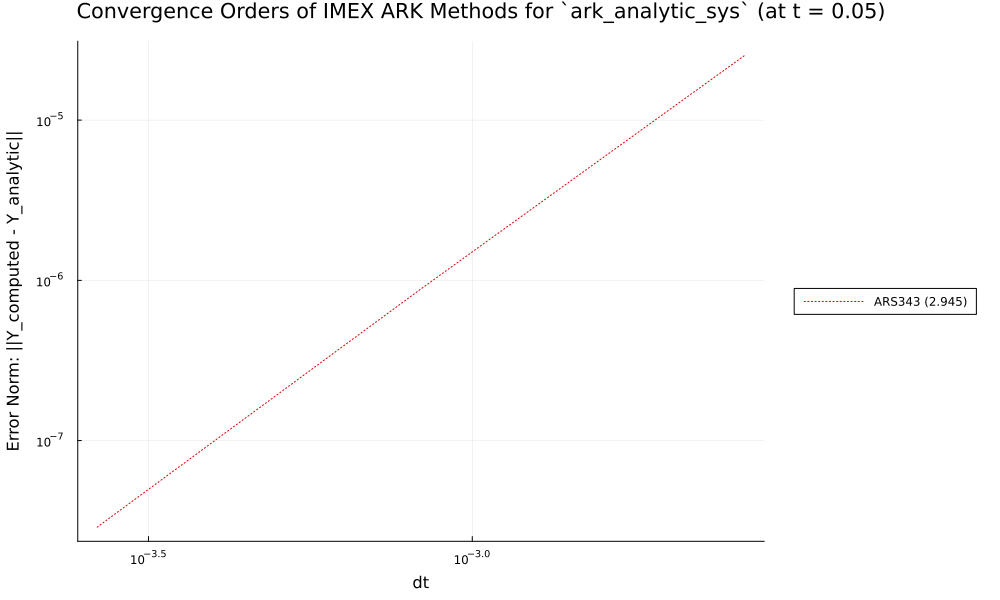 Convergence Orders of IMEX ARK Methods for `ark_analytic_sys` (at t = 0.05)
Error Norm: ||Y_computed - Y_analytic||
10⁻⁵
10⁻⁶
10⁻⁷
10⁻³·⁵
10⁻³·⁰
dt
ARS343 (2.945)